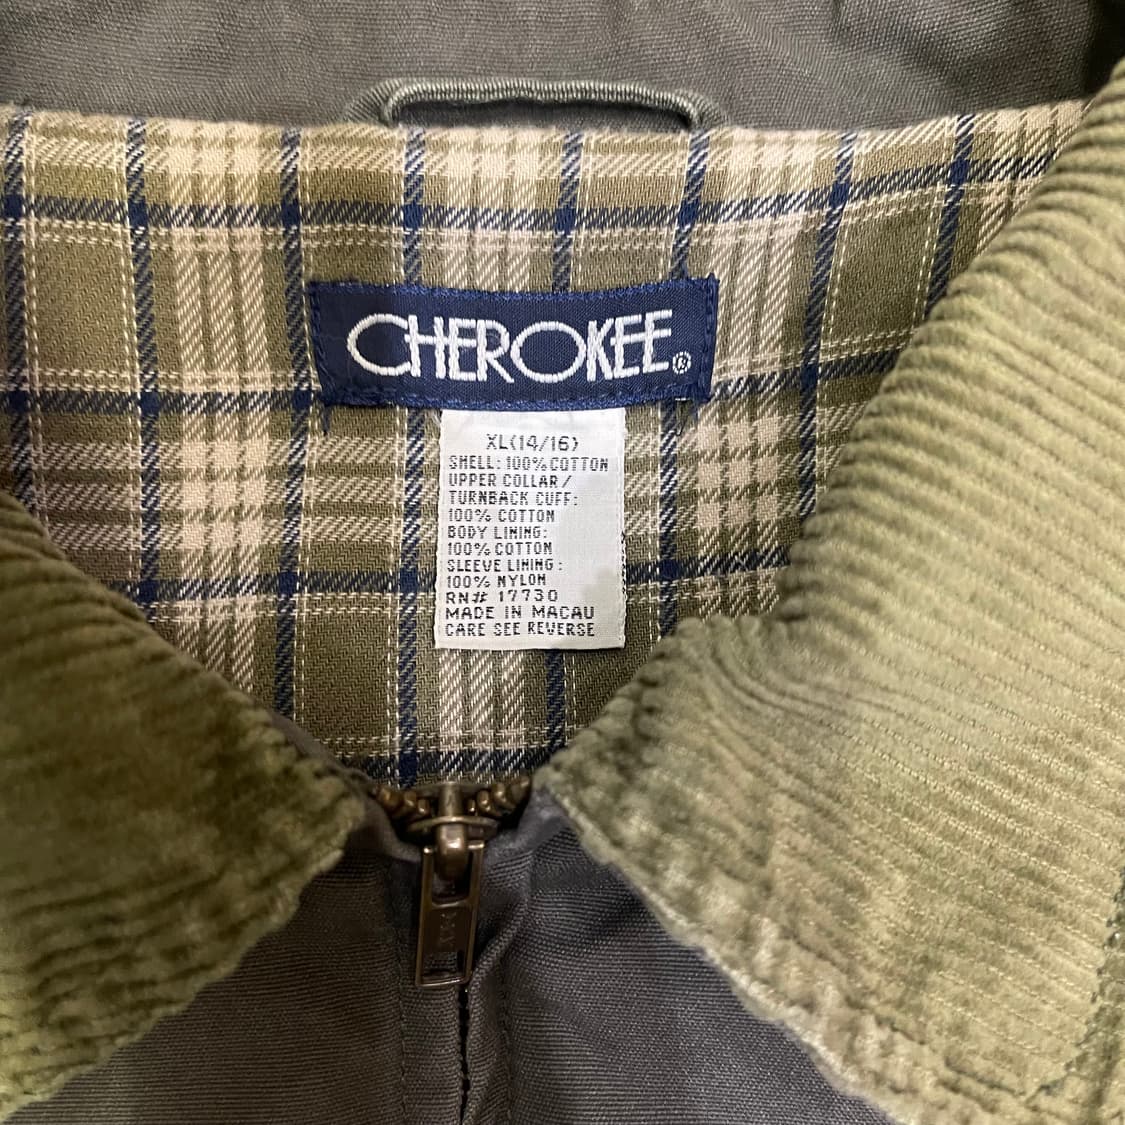 CHEROKEE®
XL(14/16)
SHELL: 100% COTTON
UPPER COLLAR/
TURNBACK CUFF:
100% COTTON
BODY LINING:
100% COTTON
SLEEVE LINING:
100% NYLON
RN# 17730
MADE IN MACAU
CARE SEE REVERSE